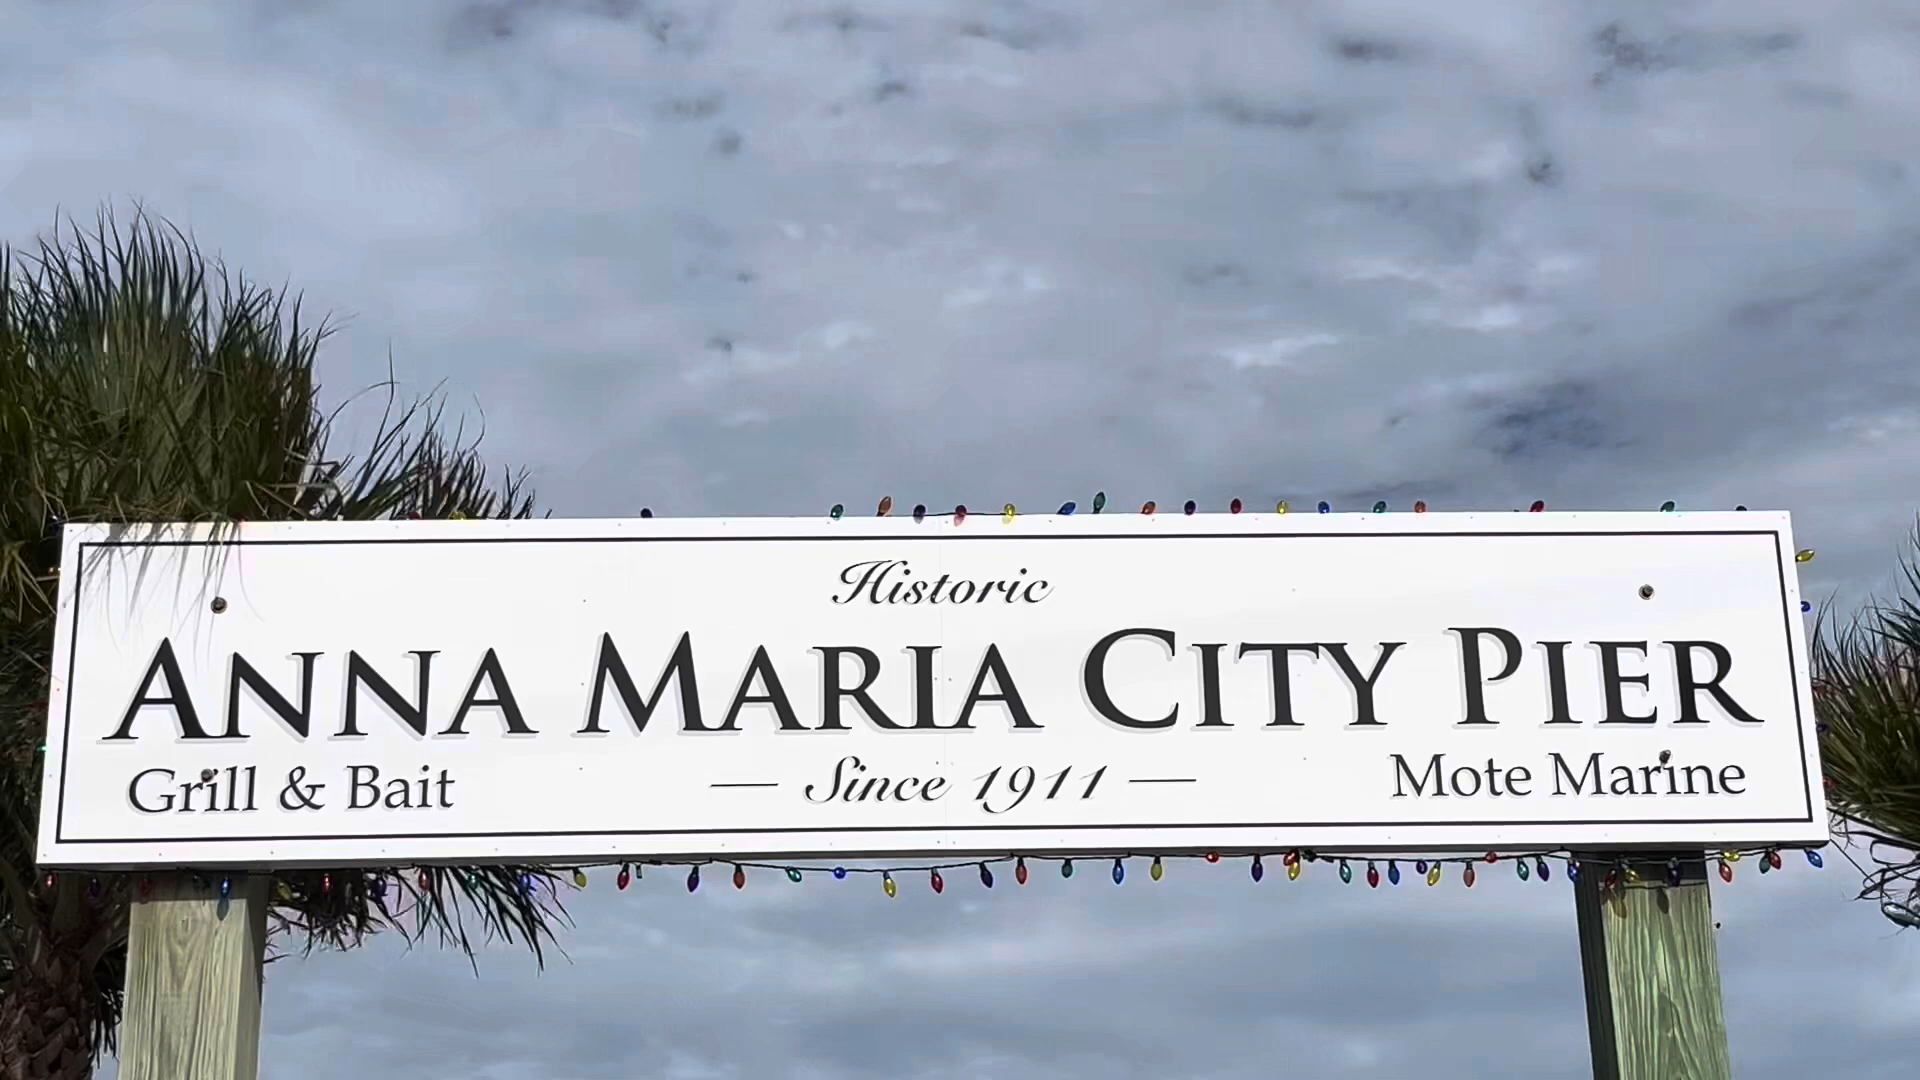 Historic
ANNA MARIA CITY PIER
Grill & Bait — Since 1911 — Mote Marine